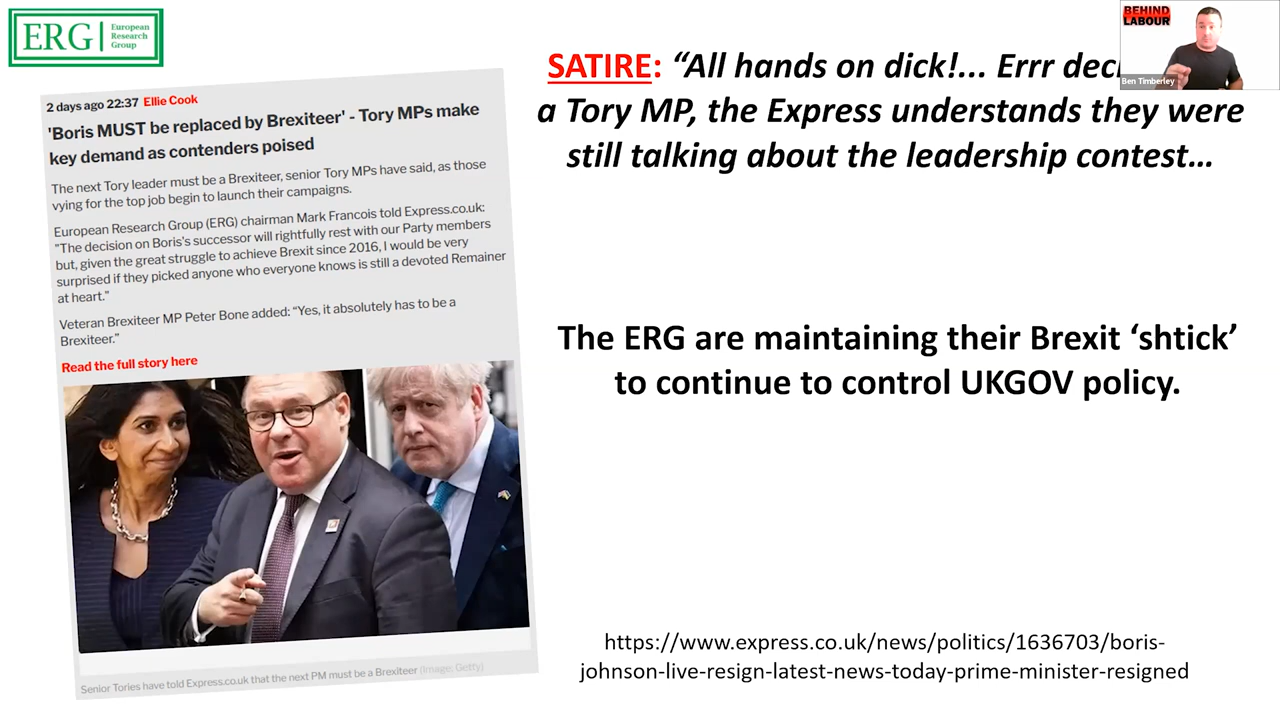 ERG
European
Research
Group
2 days ago 22:37 Ellie Cook
'Boris MUST be replaced by Brexiteer' - Tory MPs make
key demand as contenders poised
The next Tory leader must be a Brexiteer, senior Tory MPs have said, as those
vying for the top job begin to launch their campaigns.
European Research Group (ERG) chairman Mark Francois told Express.co.uk:
"The decision on Boris's successor will rightfully rest with our Party members
but, given the great struggle to achieve Brexit since 2016, I would be very
surprised if they picked anyone who everyone knows is still a devoted Remainer
at heart."
Veteran Brexiteer MP Peter Bone added: "Yes, it absolutely has to be a
Brexiteer."
Read the full story here
Senior Tories have told Express.co.uk that the next PM must be a Brexiteer (Image: Getty)
SATIRE: “All hands on dick!... Errr
a Tory MP, the Express understands they were
still talking about the leadership contest…
The ERG are maintaining their Brexit ‘shtick’
to continue to control UKGOV policy.
https://www.express.co.uk/news/politics/1636703/boris-
johnson-live-resign-latest-news-today-prime-minister-resigned
BEHIND
LABOUR
Ben Timberley